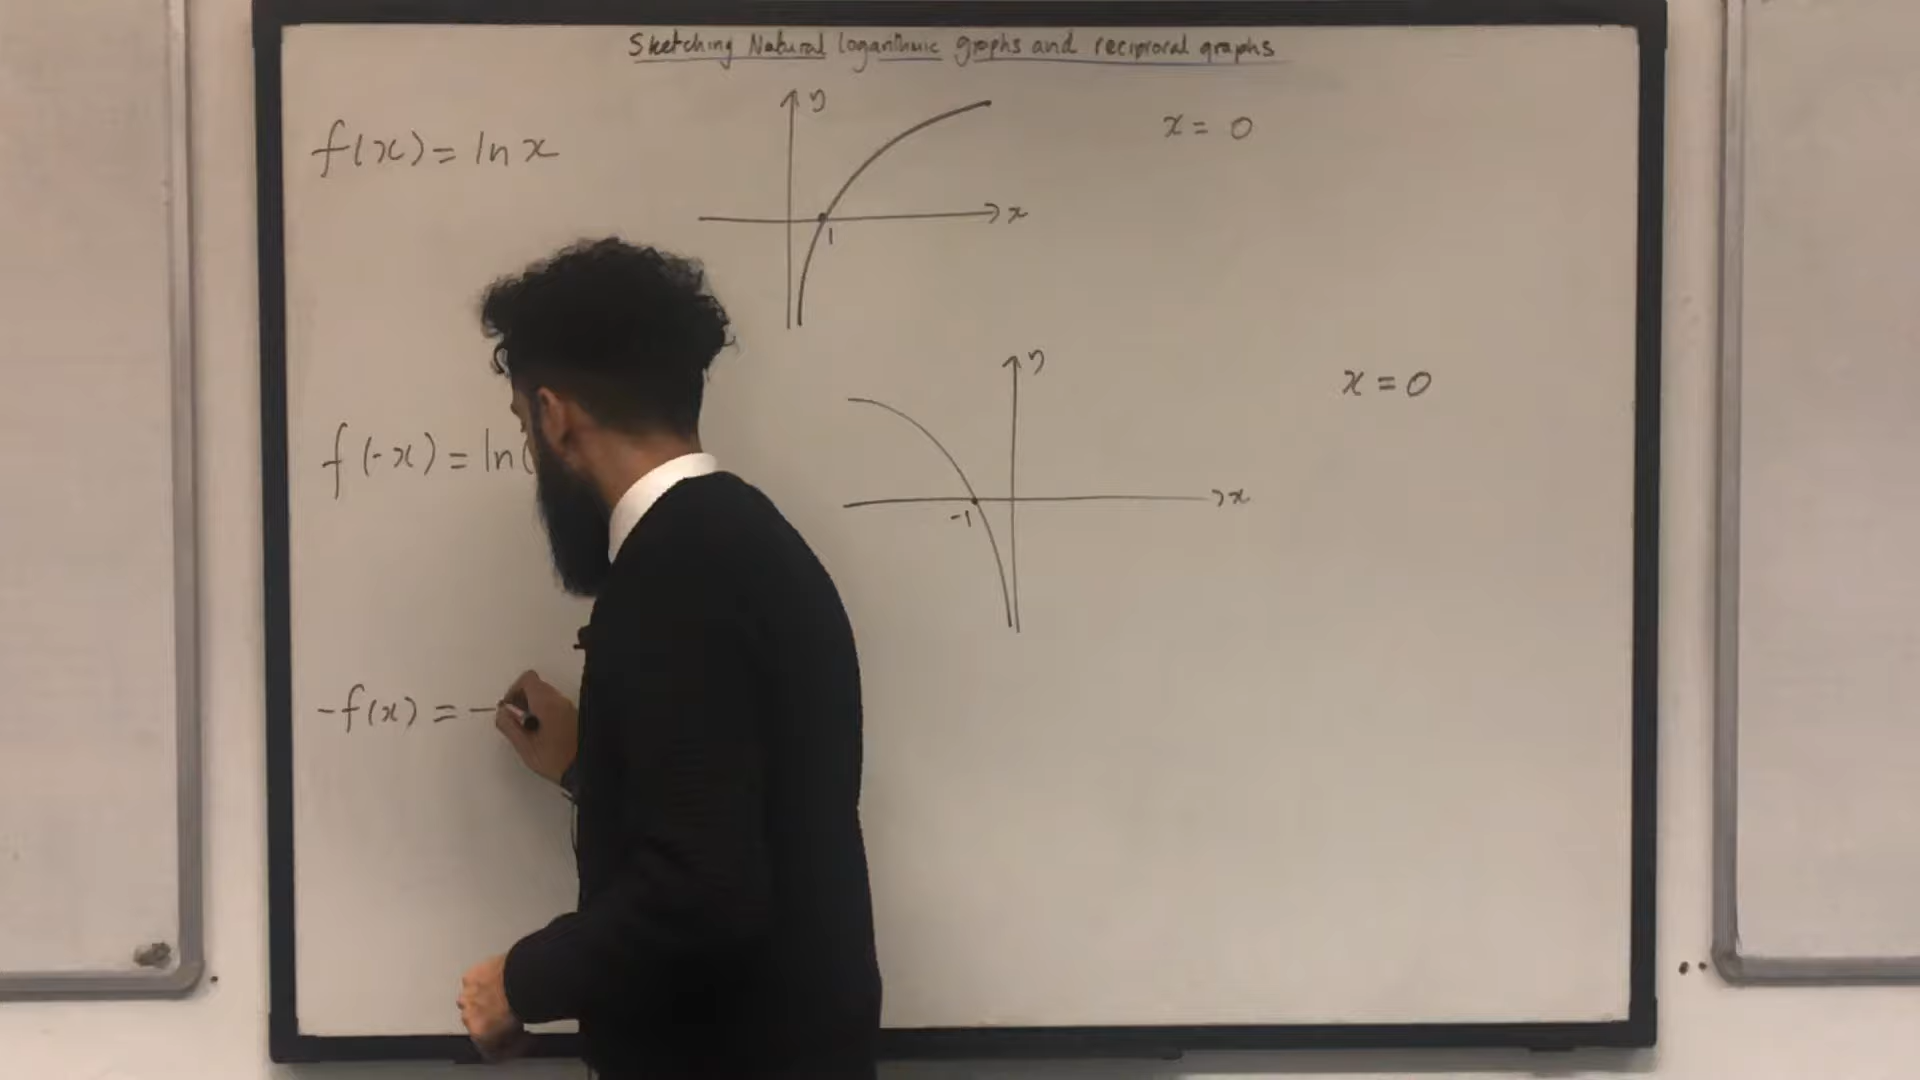 Sketching Natural logarithmic graphs and reciprocal graphs
f(x) = ln x
y
x
1
x = 0
f(-x) = ln(
y
x
-1
x = 0
-f(x) = -